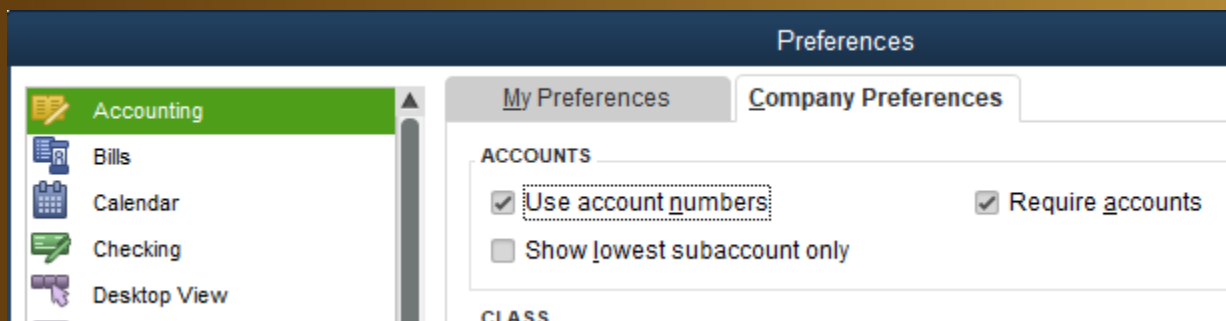 Preferences
Accounting
Bills
Calendar
Checking
Desktop View
My Preferences
Company Preferences
ACCOUNTS
Use account numbers
Require accounts
Show lowest subaccount only
CLASS